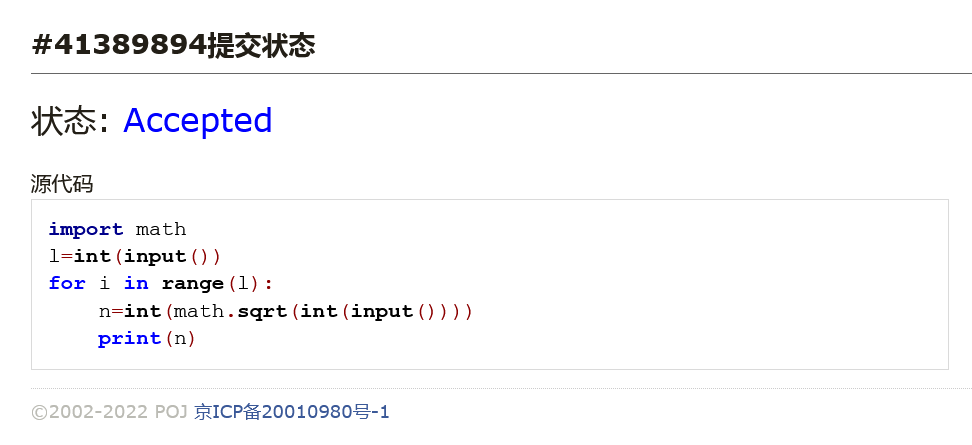 #41389894提交状态
状态: Accepted
源代码
import math
l=int(input())
for i in range(l):
    n=int(math.sqrt(int(input())))
    print(n)
©2002-2022 POJ 京ICP备20010980号-1